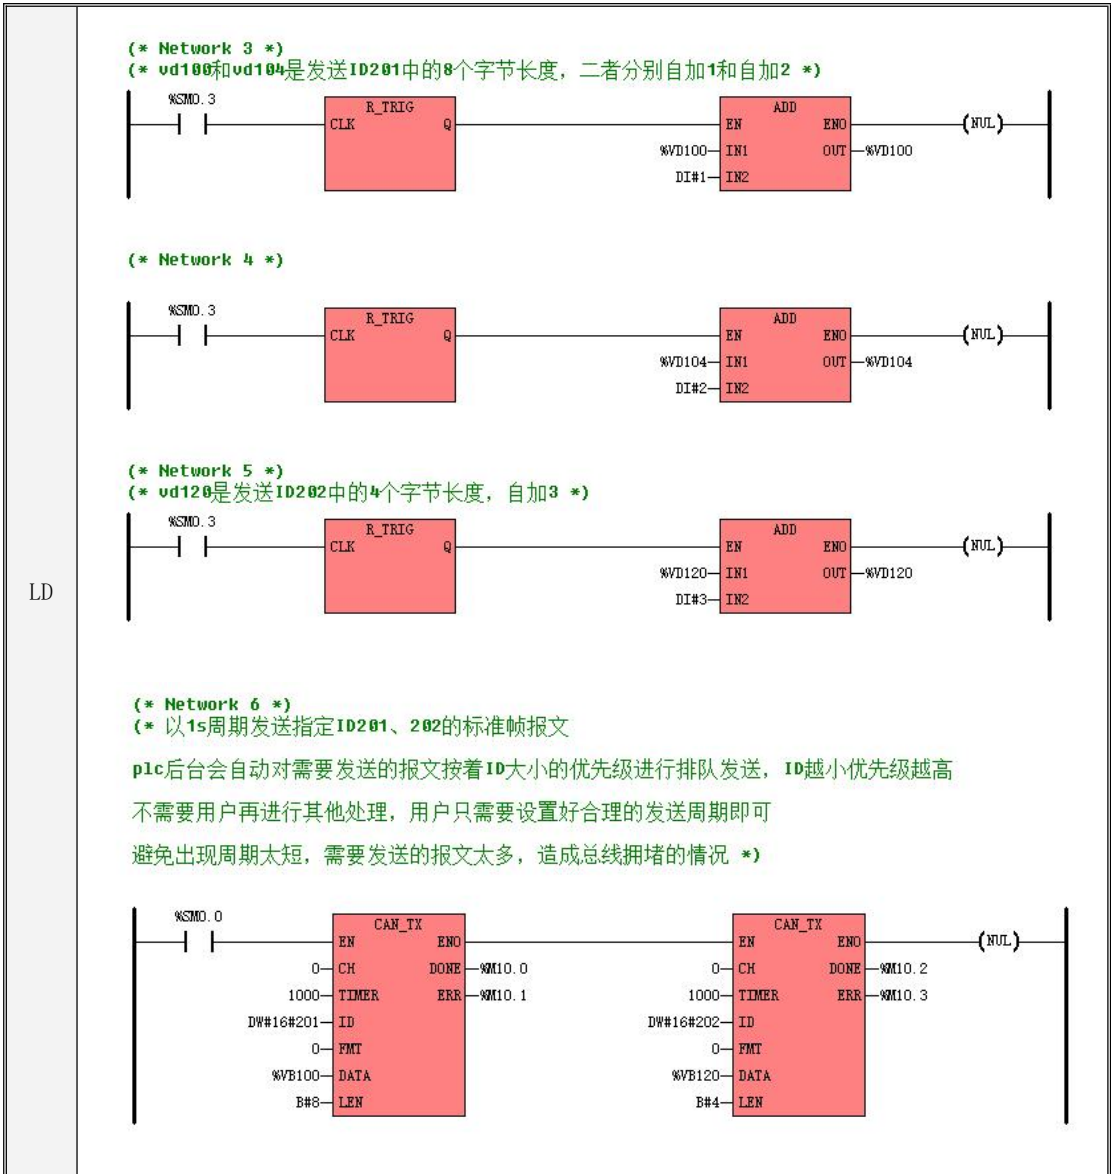 (* Network 3 *)
(* vd100和vd104是发送ID201中的8个字节长度，二者分别自加1和自加2 *)
%SM0.3
R_TRIG
ADD
CLK Q EN ENO (NUL)
%VD100 IN1 OUT %VD100
DI#1 IN2
(* Network 4 *)
%SM0.3
R_TRIG
ADD
CLK Q EN ENO (NUL)
%VD104 IN1 OUT %VD104
DI#2 IN2
(* Network 5 *)
(* vd120是发送ID202中的4个字节长度，自加3 *)
%SM0.3
R_TRIG
ADD
CLK Q EN ENO (NUL)
%VD120 IN1 OUT %VD120
DI#3 IN2
LD
(* Network 6 *)
(* 以1s周期发送指定ID201、202的标准帧报文
plc后台会自动对需要发送的报文按着ID大小的优先级进行排队发送，ID越小优先级越高
不需要用户再进行其他处理，用户只需要设置好合理的发送周期即可
避免出现周期太短，需要发送的报文太多，造成总线拥堵的情况 *)
%SM0.0
CAN_TX CAN_TX
EN ENO EN ENO (NUL)
0 CH DONE %M10.0 0 CH DONE %M10.2
1000 TIMER ERR %M10.1 1000 TIMER ERR %M10.3
DW#16#201 ID DW#16#202 ID
0 FMT 0 FMT
%VB100 DATA %VB120 DATA
B#8 LEN B#4 LEN